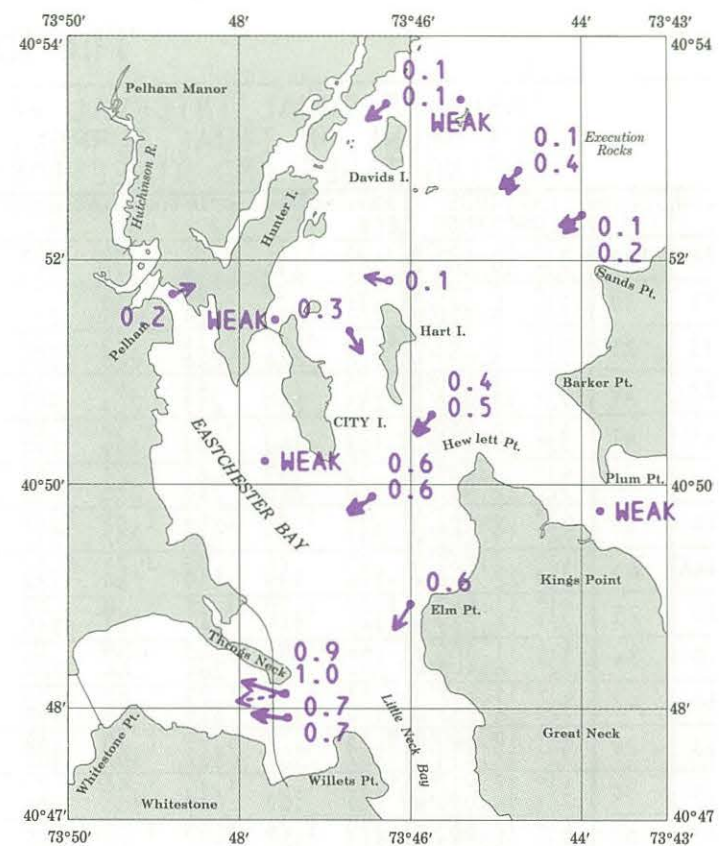 73°50' 48' 73°46' 44' 73°43'
40°54' 40°54
Pelham Manor
0.1
0.1
WEAK
0.1
0.4
Execution
Rocks
Hutchinson R.
Davids I.
Hunter I.
0.1
0.2
52' 52'
Sands Pt.
0.1
0.2
WEAK
0.3
Pelham
Hart I.
0.4
0.5
Barker Pt.
CITY I.
Hew lett Pt.
EASTCHESTER BAY
WEAK
0.6
0.6
Plum Pt.
40°50' 40°50
WEAK
0.6
Kings Point
Elm Pt.
Throgs Neck
0.9
1.0
0.7
0.7
48' 48'
Little Neck Bay
Great Neck
Whitestone Pt.
Willets Pt.
Whitestone
40°47' 40°47
73°50' 48' 73°46' 44' 73°43'